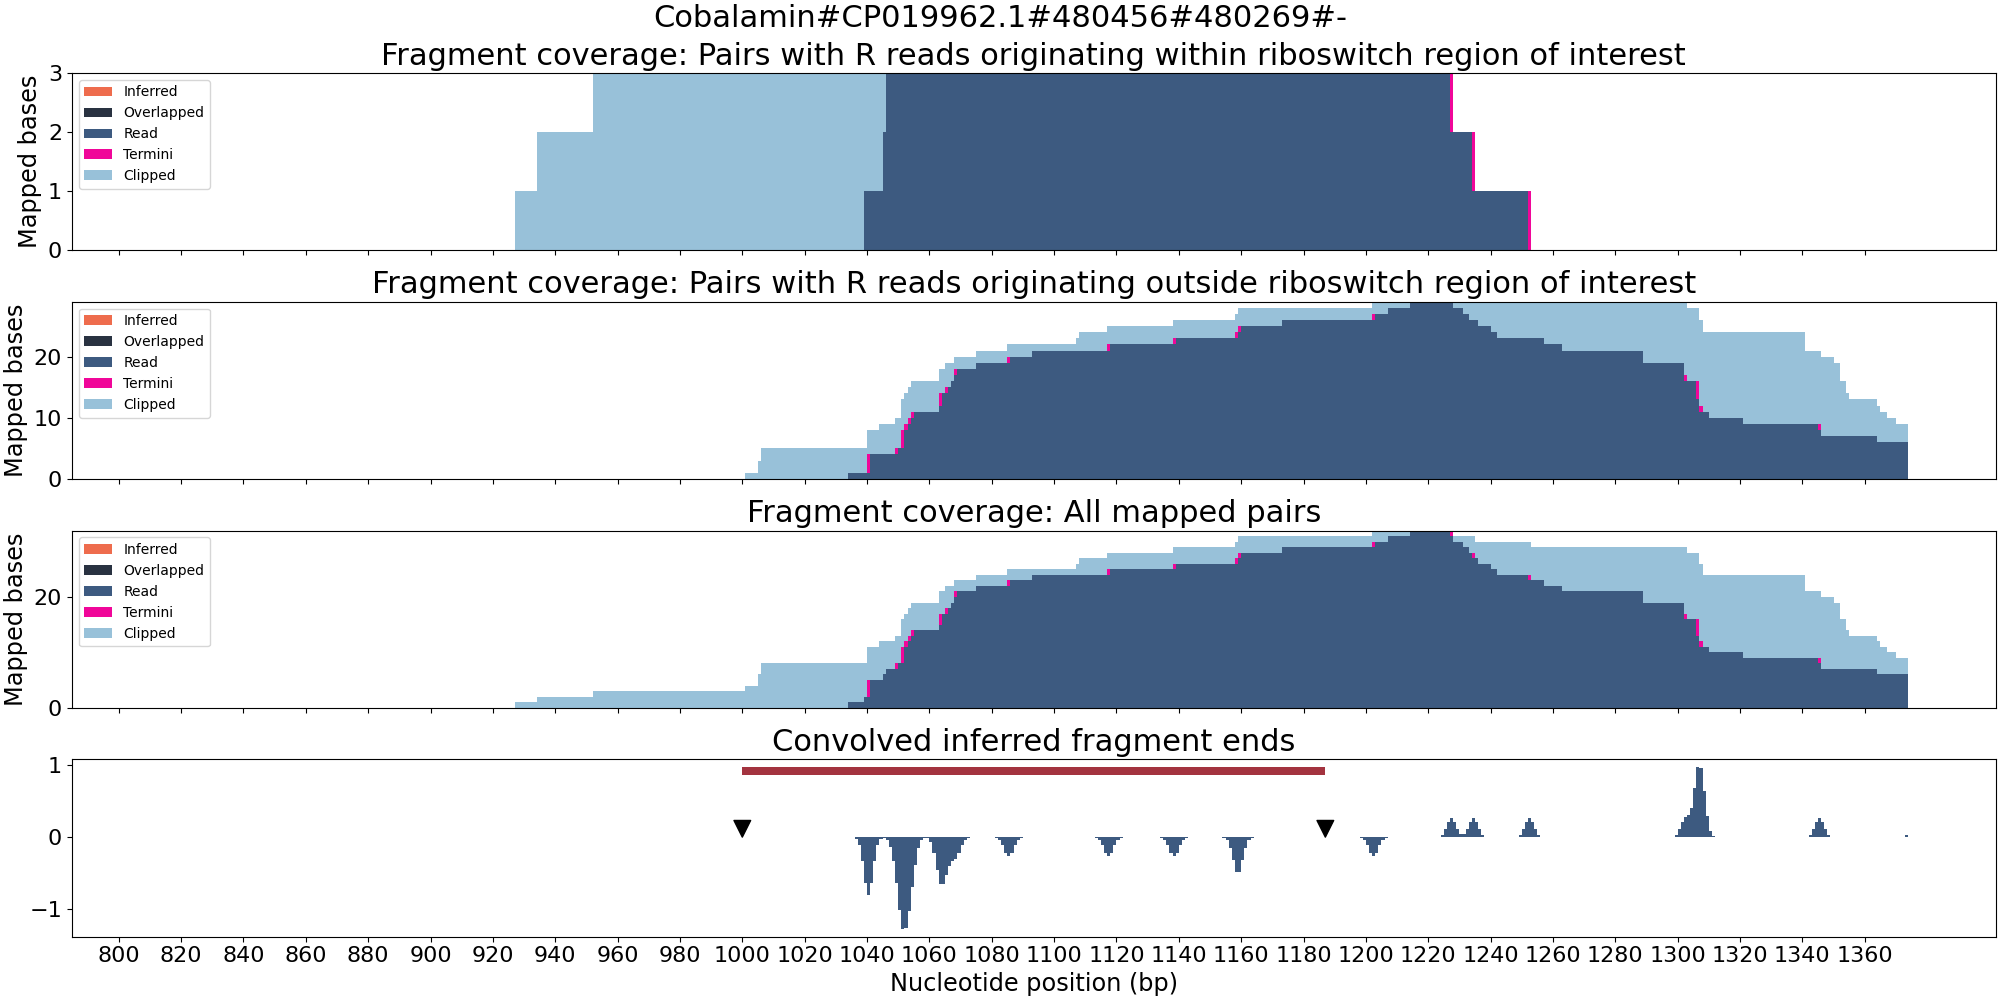 Cobalamin#CP019962.1#480456#480269#-
Fragment coverage: Pairs with R reads originating within riboswitch region of interest
Mapped bases
3
2
1
0
Inferred
Overlapped
Read
Termini
Clipped
Fragment coverage: Pairs with R reads originating outside riboswitch region of interest
Mapped bases
20
10
0
Inferred
Overlapped
Read
Termini
Clipped
Fragment coverage: All mapped pairs
Mapped bases
20
0
Inferred
Overlapped
Read
Termini
Clipped
Convolved inferred fragment ends
1
0
−1
800 820 840 860 880 900 920 940 960 980 1000 1020 1040 1060 1080 1100 1120 1140 1160 1180 1200 1220 1240 1260 1280 1300 1320 1340 1360
Nucleotide position (bp)